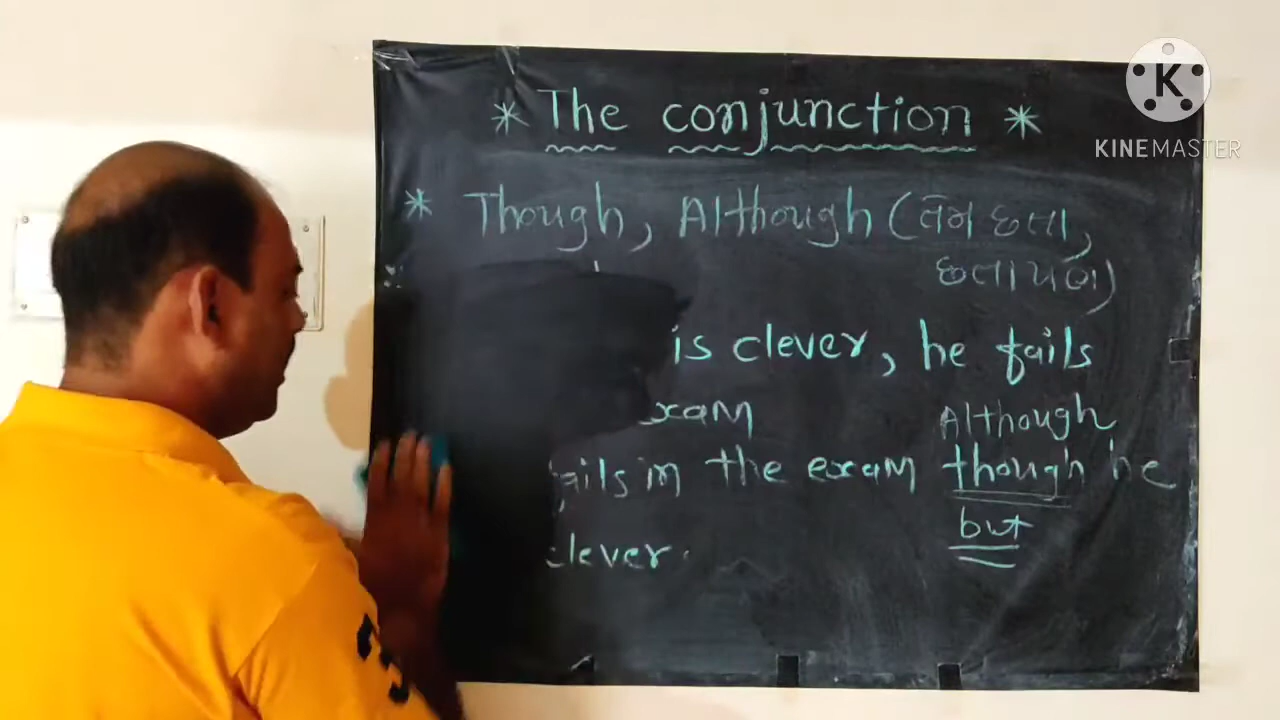 * The conjunction *
* Though, Although (તેમ છતા,
છતા પણ)
is clever, he fails
xam
Although
ails in the exam though he
but
clever.
K
KINEMASTER